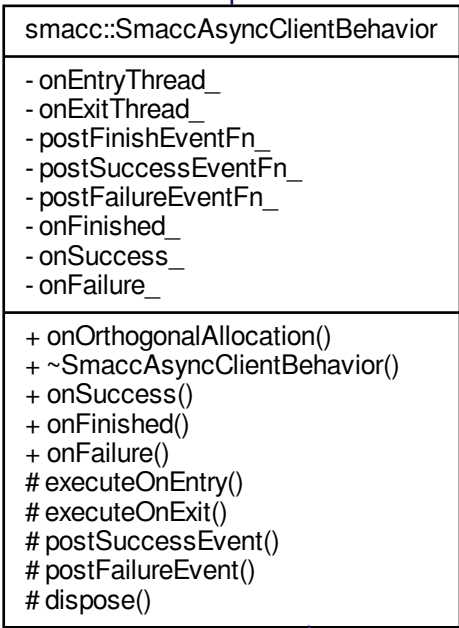 smacc::SmaccAsyncClientBehavior
- onEntryThread_
- onExitThread_
- postFinishEventFn_
- postSuccessEventFn_
- postFailureEventFn_
- onFinished_
- onSuccess_
- onFailure_
+ onOrthogonalAllocation()
+ ~SmaccAsyncClientBehavior()
+ onSuccess()
+ onFinished()
+ onFailure()
# executeOnEntry()
# executeOnExit()
# postSuccessEvent()
# postFailureEvent()
# dispose()